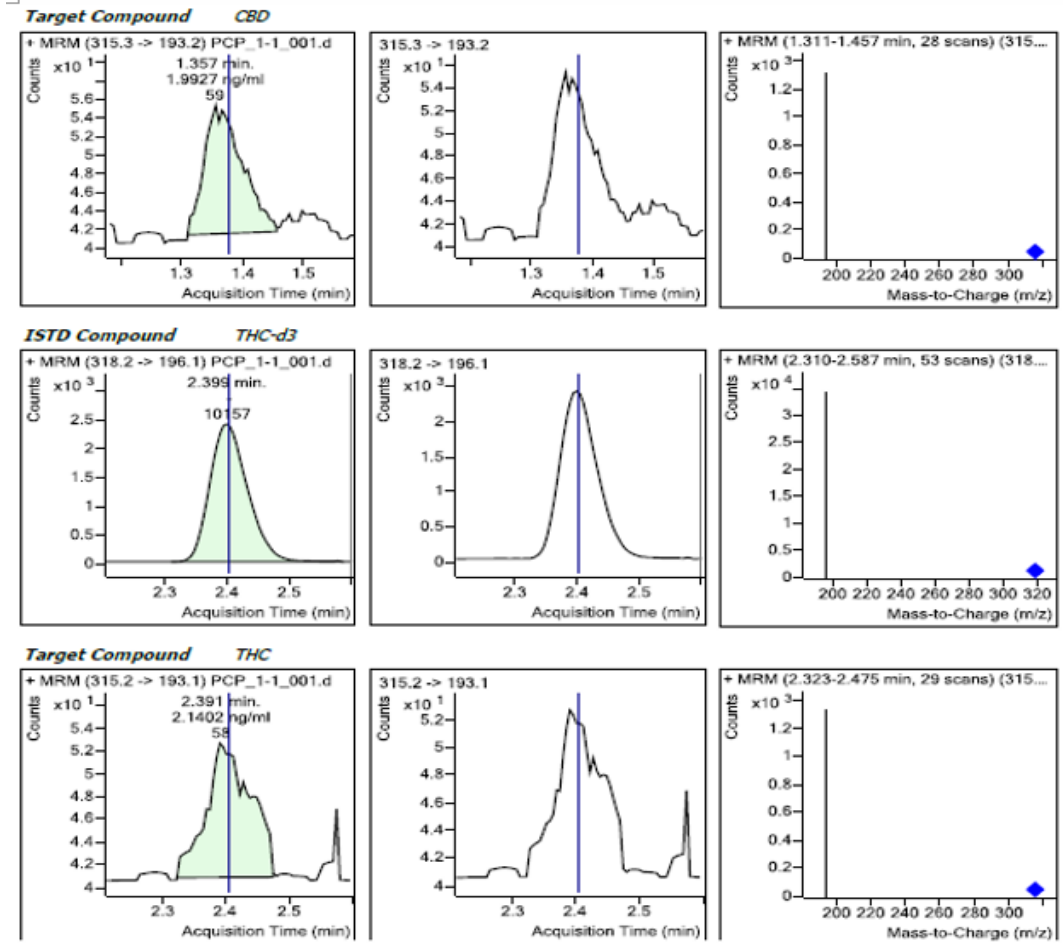 Target Compound CBD
+ MRM (315.3 -> 193.2) PCP_1-1_001.d
Counts
x10 1
1.357 min.
1.9927 ng/ml
59
5.6
5.4
5.2
5
4.8
4.6
4.4
4.2
4
1.3 1.4 1.5
Acquisition Time (min)
315.3 -> 193.2
Counts
x10 1
5.4
5.2
5
4.8
4.6
4.4
4.2
4
1.3 1.4 1.5
Acquisition Time (min)
+ MRM (1.311-1.457 min, 28 scans) (315....
Counts
x10 3
1.2
1
0.8
0.6
0.4
0.2
0
200 220 240 260 280 300
Mass-to-Charge (m/z)
ISTD Compound THC-d3
+ MRM (318.2 -> 196.1) PCP_1-1_001.d
Counts
x10 3
2.399 min.
10157
2.5
2
1.5
1
0.5
0
2.3 2.4 2.5
Acquisition Time (min)
318.2 -> 196.1
Counts
x10 3
2
1.5
1
0.5
0
2.3 2.4 2.5
Acquisition Time (min)
+ MRM (2.310-2.587 min, 53 scans) (318....
Counts
x10 4
3
2.5
2
1.5
1
0.5
0
200 220 240 260 280 300 320
Mass-to-Charge (m/z)
Target Compound THC
+ MRM (315.2 -> 193.1) PCP_1-1_001.d
Counts
x10 1
2.391 min.
2.1402 ng/ml
58
5.4
5.2
5
4.8
4.6
4.4
4.2
4
2.3 2.4 2.5
Acquisition Time (min)
315.2 -> 193.1
Counts
x10 1
5.2
5
4.8
4.6
4.4
4.2
4
2.3 2.4 2.5
Acquisition Time (min)
+ MRM (2.323-2.475 min, 29 scans) (315....
Counts
x10 3
1.2
1
0.8
0.6
0.4
0.2
0
200 220 240 260 280 300
Mass-to-Charge (m/z)